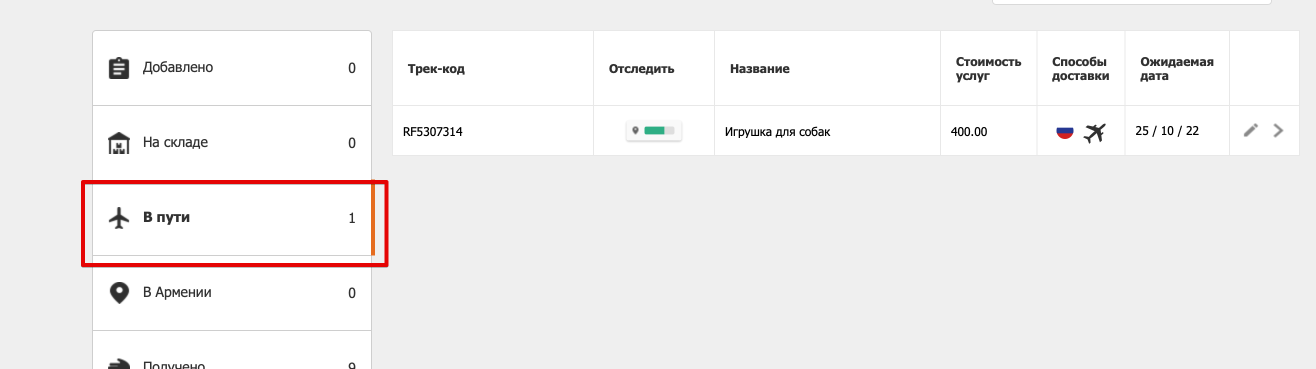 Добавлено 0
На складе 0
В пути 1
В Армении 0
Получено 9
Трек-код Отследить Название Стоимость услуг Способы доставки Ожидаемая дата
RF5307314 Игрушка для собак 400.00 25 / 10 / 22